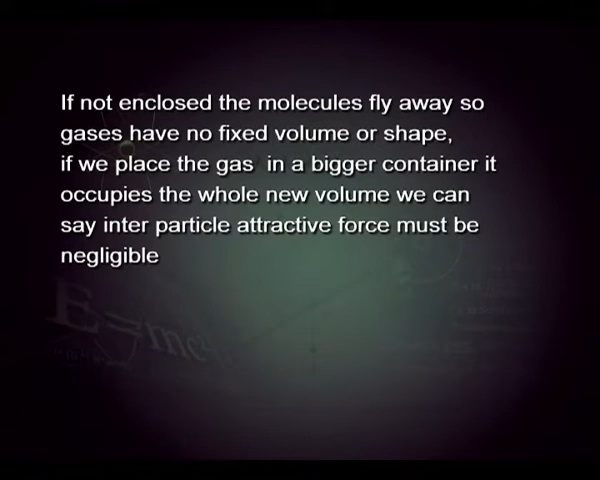 If not enclosed the molecules fly away so
gases have no fixed volume or shape,
if we place the gas in a bigger container it
occupies the whole new volume we can
say inter particle attractive force must be
negligible
E=mc²